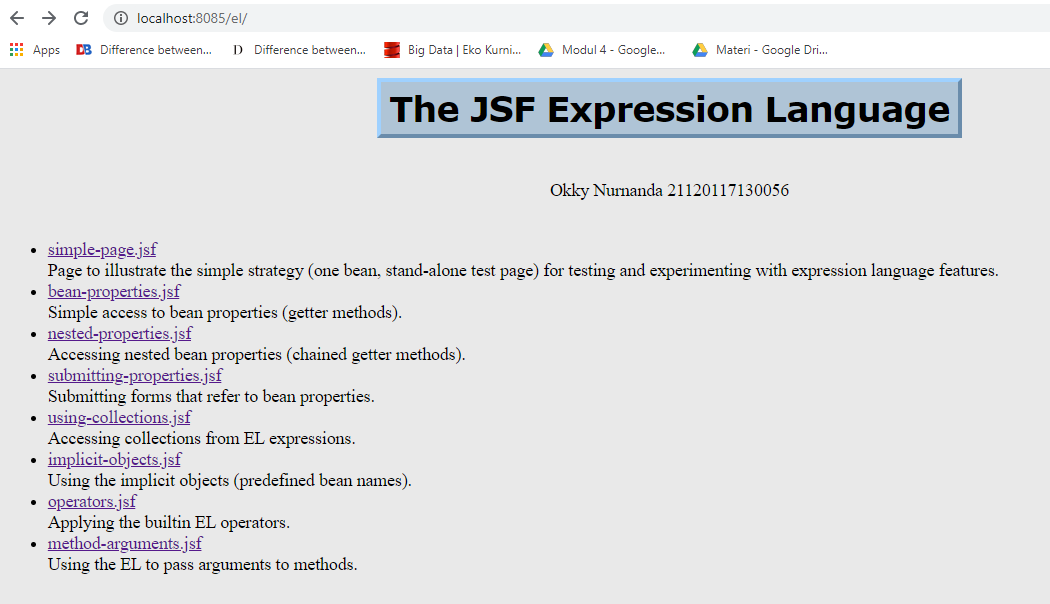 localhost:8085/el/
Apps DB Difference between... D Difference between... Big Data | Eko Kurni... Modul 4 - Google... Materi - Google Dri...
The JSF Expression Language
Okky Nurnanda 21120117130056
• simple-page.jsf
Page to illustrate the simple strategy (one bean, stand-alone test page) for testing and experimenting with expression language features.
• bean-properties.jsf
Simple access to bean properties (getter methods).
• nested-properties.jsf
Accessing nested bean properties (chained getter methods).
• submitting-properties.jsf
Submitting forms that refer to bean properties.
• using-collections.jsf
Accessing collections from EL expressions.
• implicit-objects.jsf
Using the implicit objects (predefined bean names).
• operators.jsf
Applying the builtin EL operators.
• method-arguments.jsf
Using the EL to pass arguments to methods.